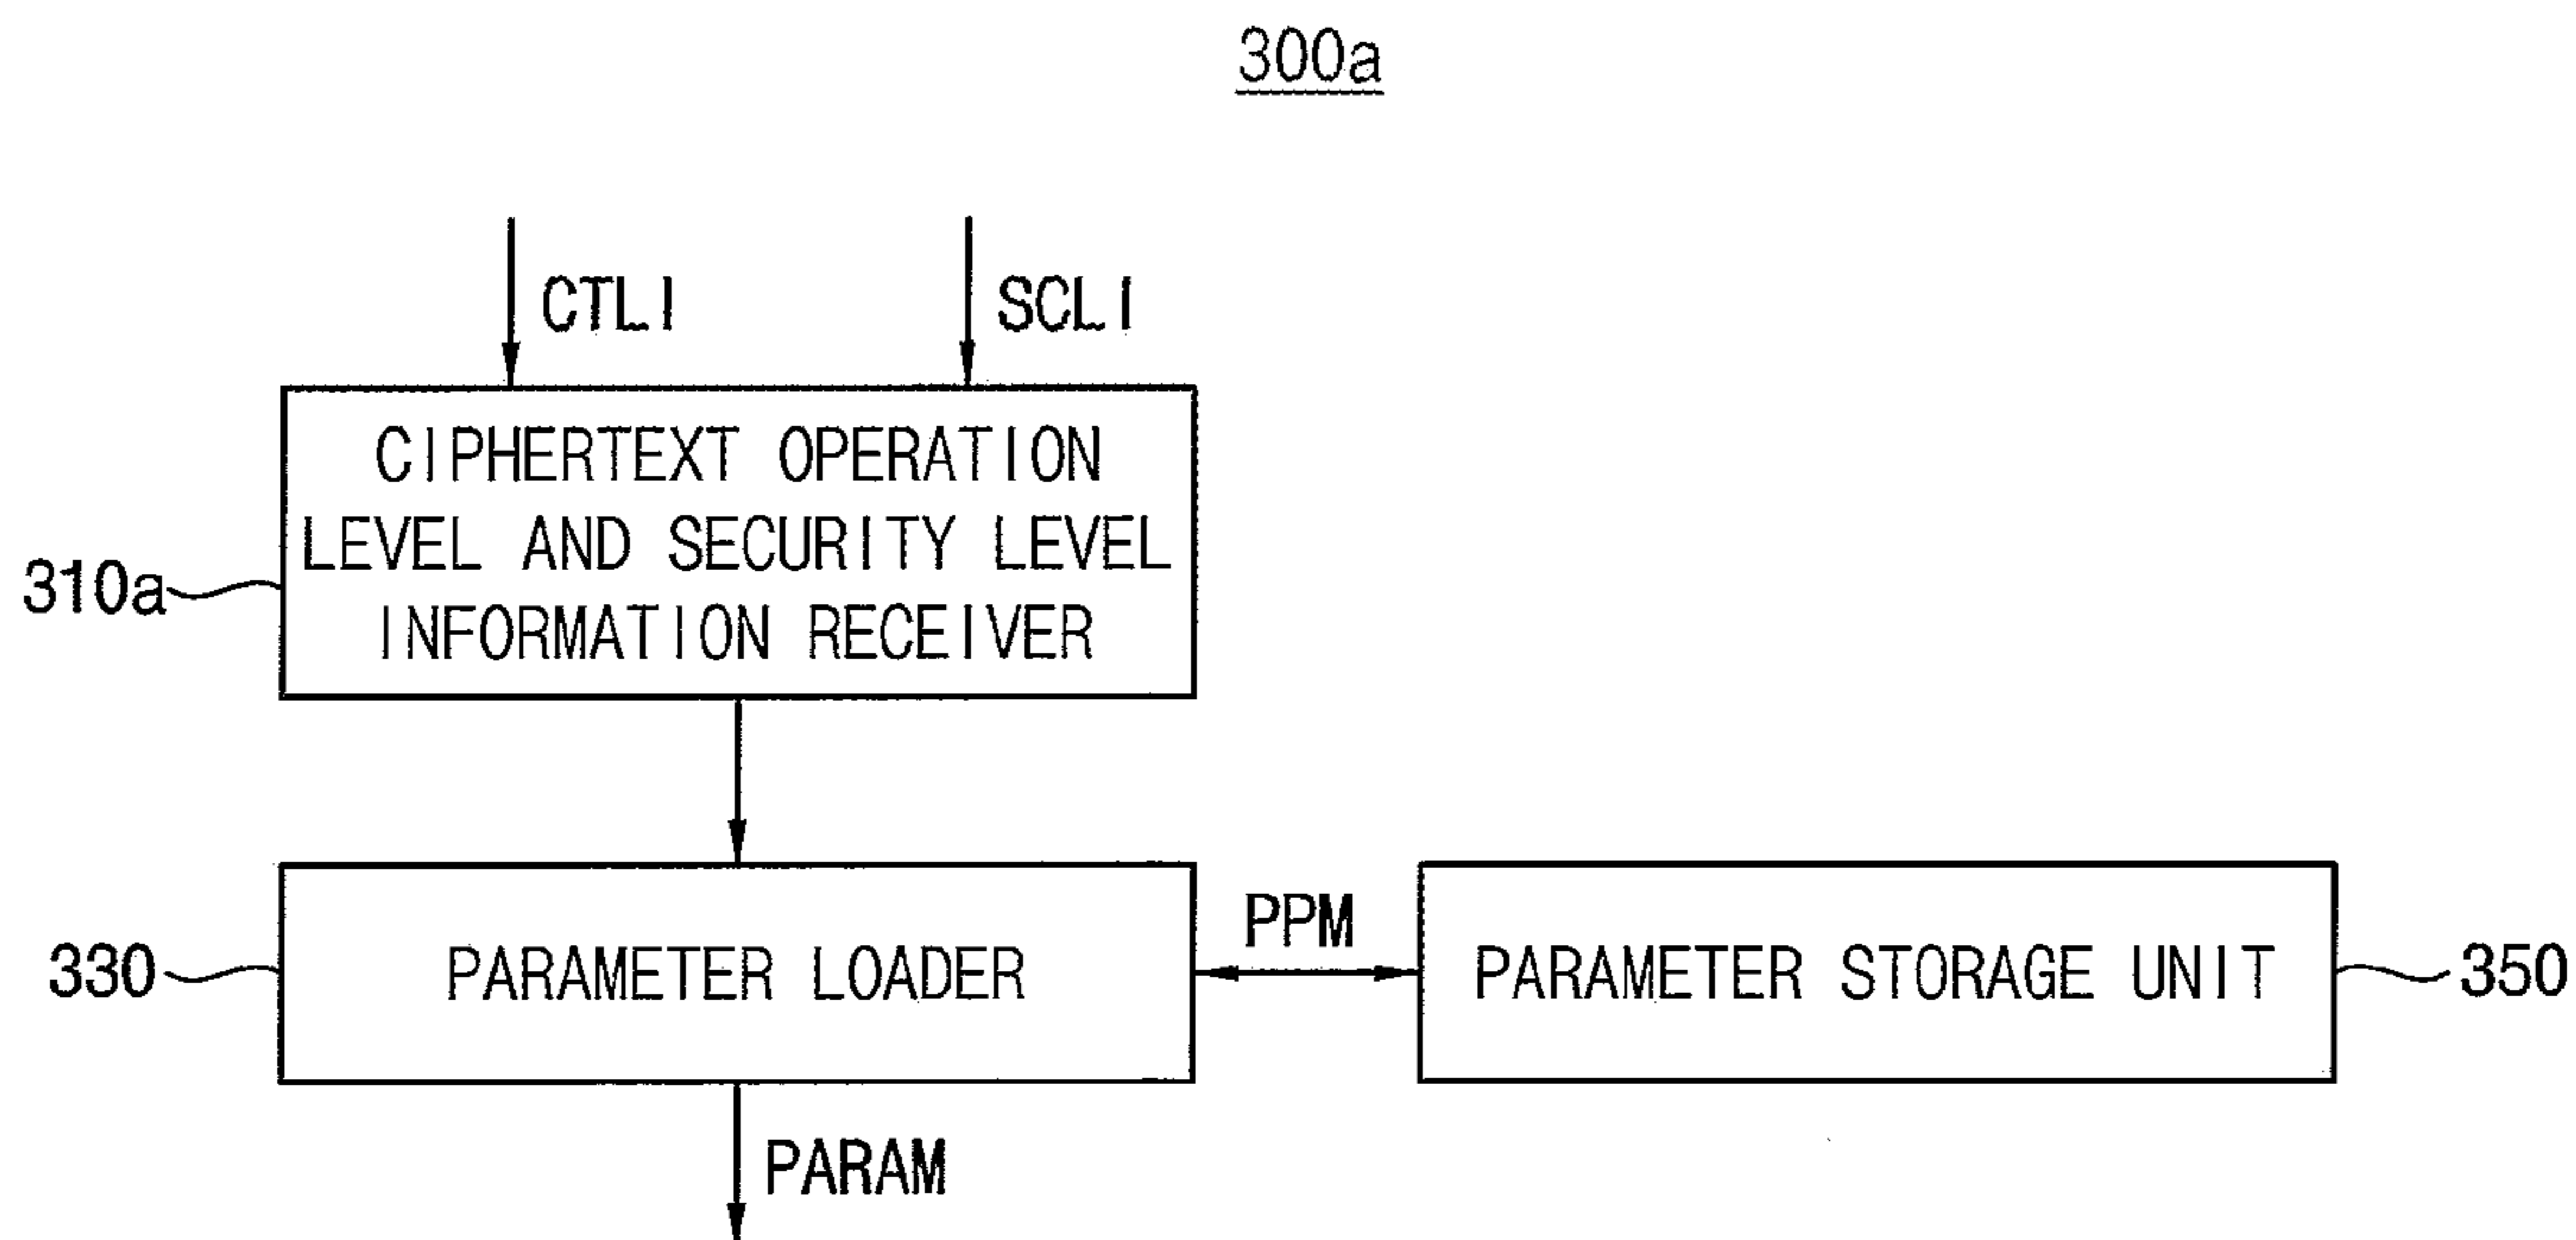 300a
CTLI
SCLI
CIPHERTEXT OPERATION
LEVEL AND SECURITY LEVEL
INFORMATION RECEIVER
310a
PPM
330
PARAMETER LOADER
PARAMETER STORAGE UNIT
350
PARAM